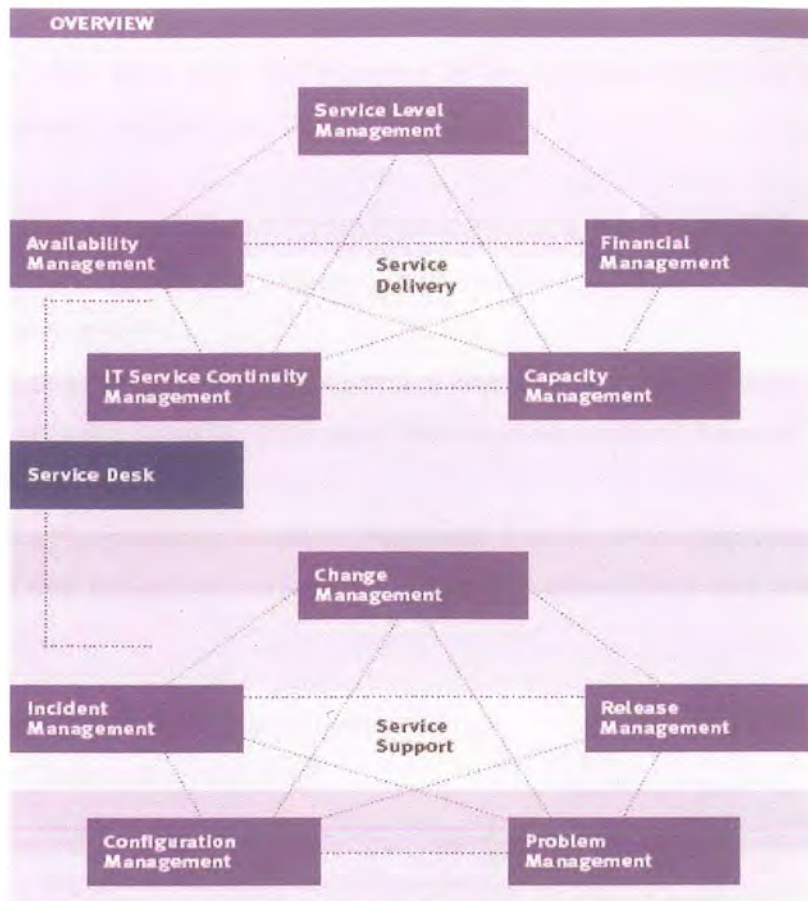 OVERVIEW
Service Level
Management
Availability
Management
Financial
Management
Service
Delivery
IT Service Continuity
Management
Capacity
Management
Service Desk
Change
Management
Incident
Management
Release
Management
Service
Support
Configuration
Management
Problem
Management